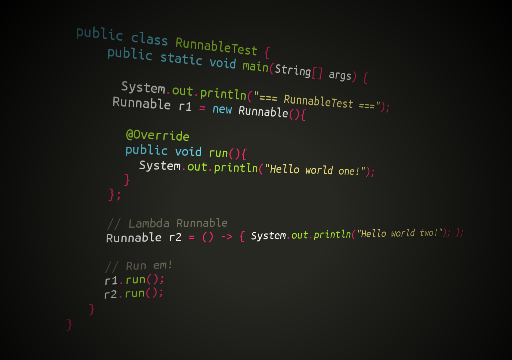 public class RunnableTest {
public static void main(String[] args) {
System.out.println("=== RunnableTest ===");
Runnable r1 = new Runnable(){
@Override
public void run(){
System.out.println("Hello world one!");
}
};
// Lambda Runnable
Runnable r2 = () -> { System.out.println("Hello world two!"); };
// Run em!
r1.run();
r2.run();
}
}